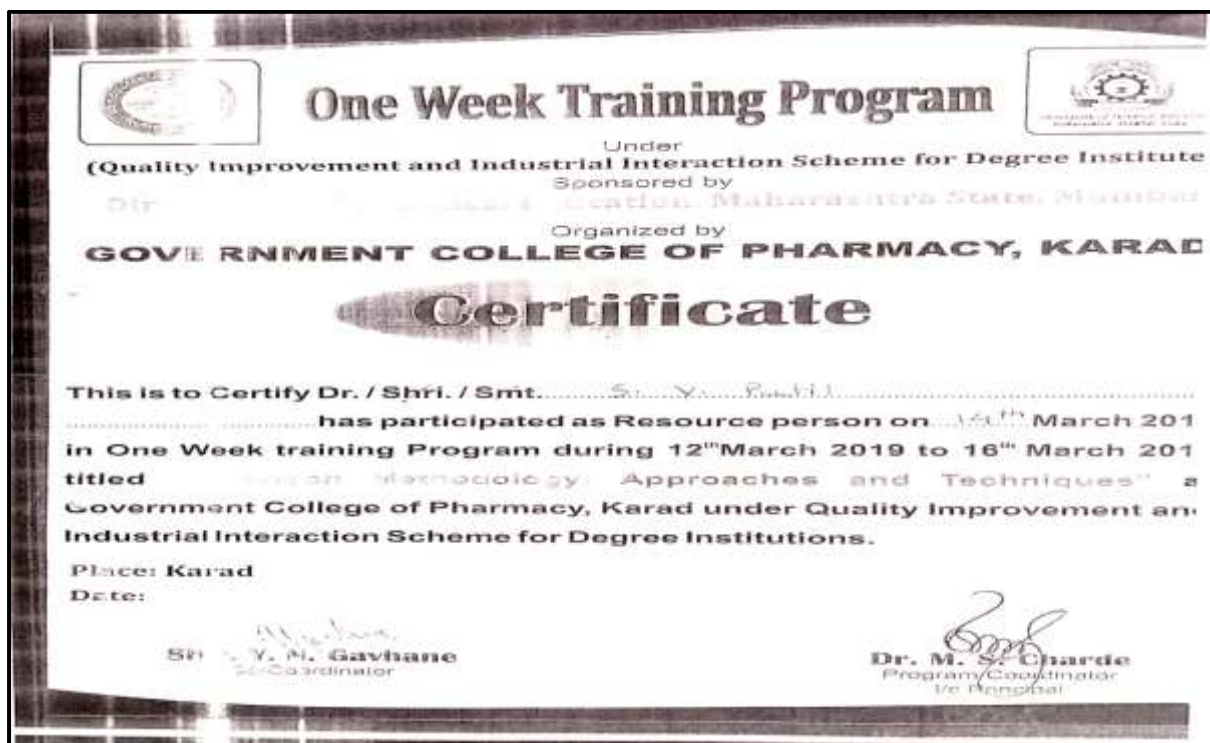 One Week Training Program
Under
(Quality Improvement and Industrial Interaction Scheme for Degree Institute
Sponsored by
Maharashtra State, Mumbai
Organized by
GOVERNMENT COLLEGE OF PHARMACY, KARAD
Certificate
This is to Certify Dr. / Shri. / Smt. S. V. Patil
has participated as Resource person on 14th March 201
in One Week training Program during 12th March 2019 to 16th March 201
titled Methodology: Approaches and Techniques" a
Government College of Pharmacy, Karad under Quality Improvement an
Industrial Interaction Scheme for Degree Institutions.
Place: Karad
Date:
Y. N. Gavhane
Co-Coordinator
Dr. M. S. Charde
Program Coordinator
I/c Principal